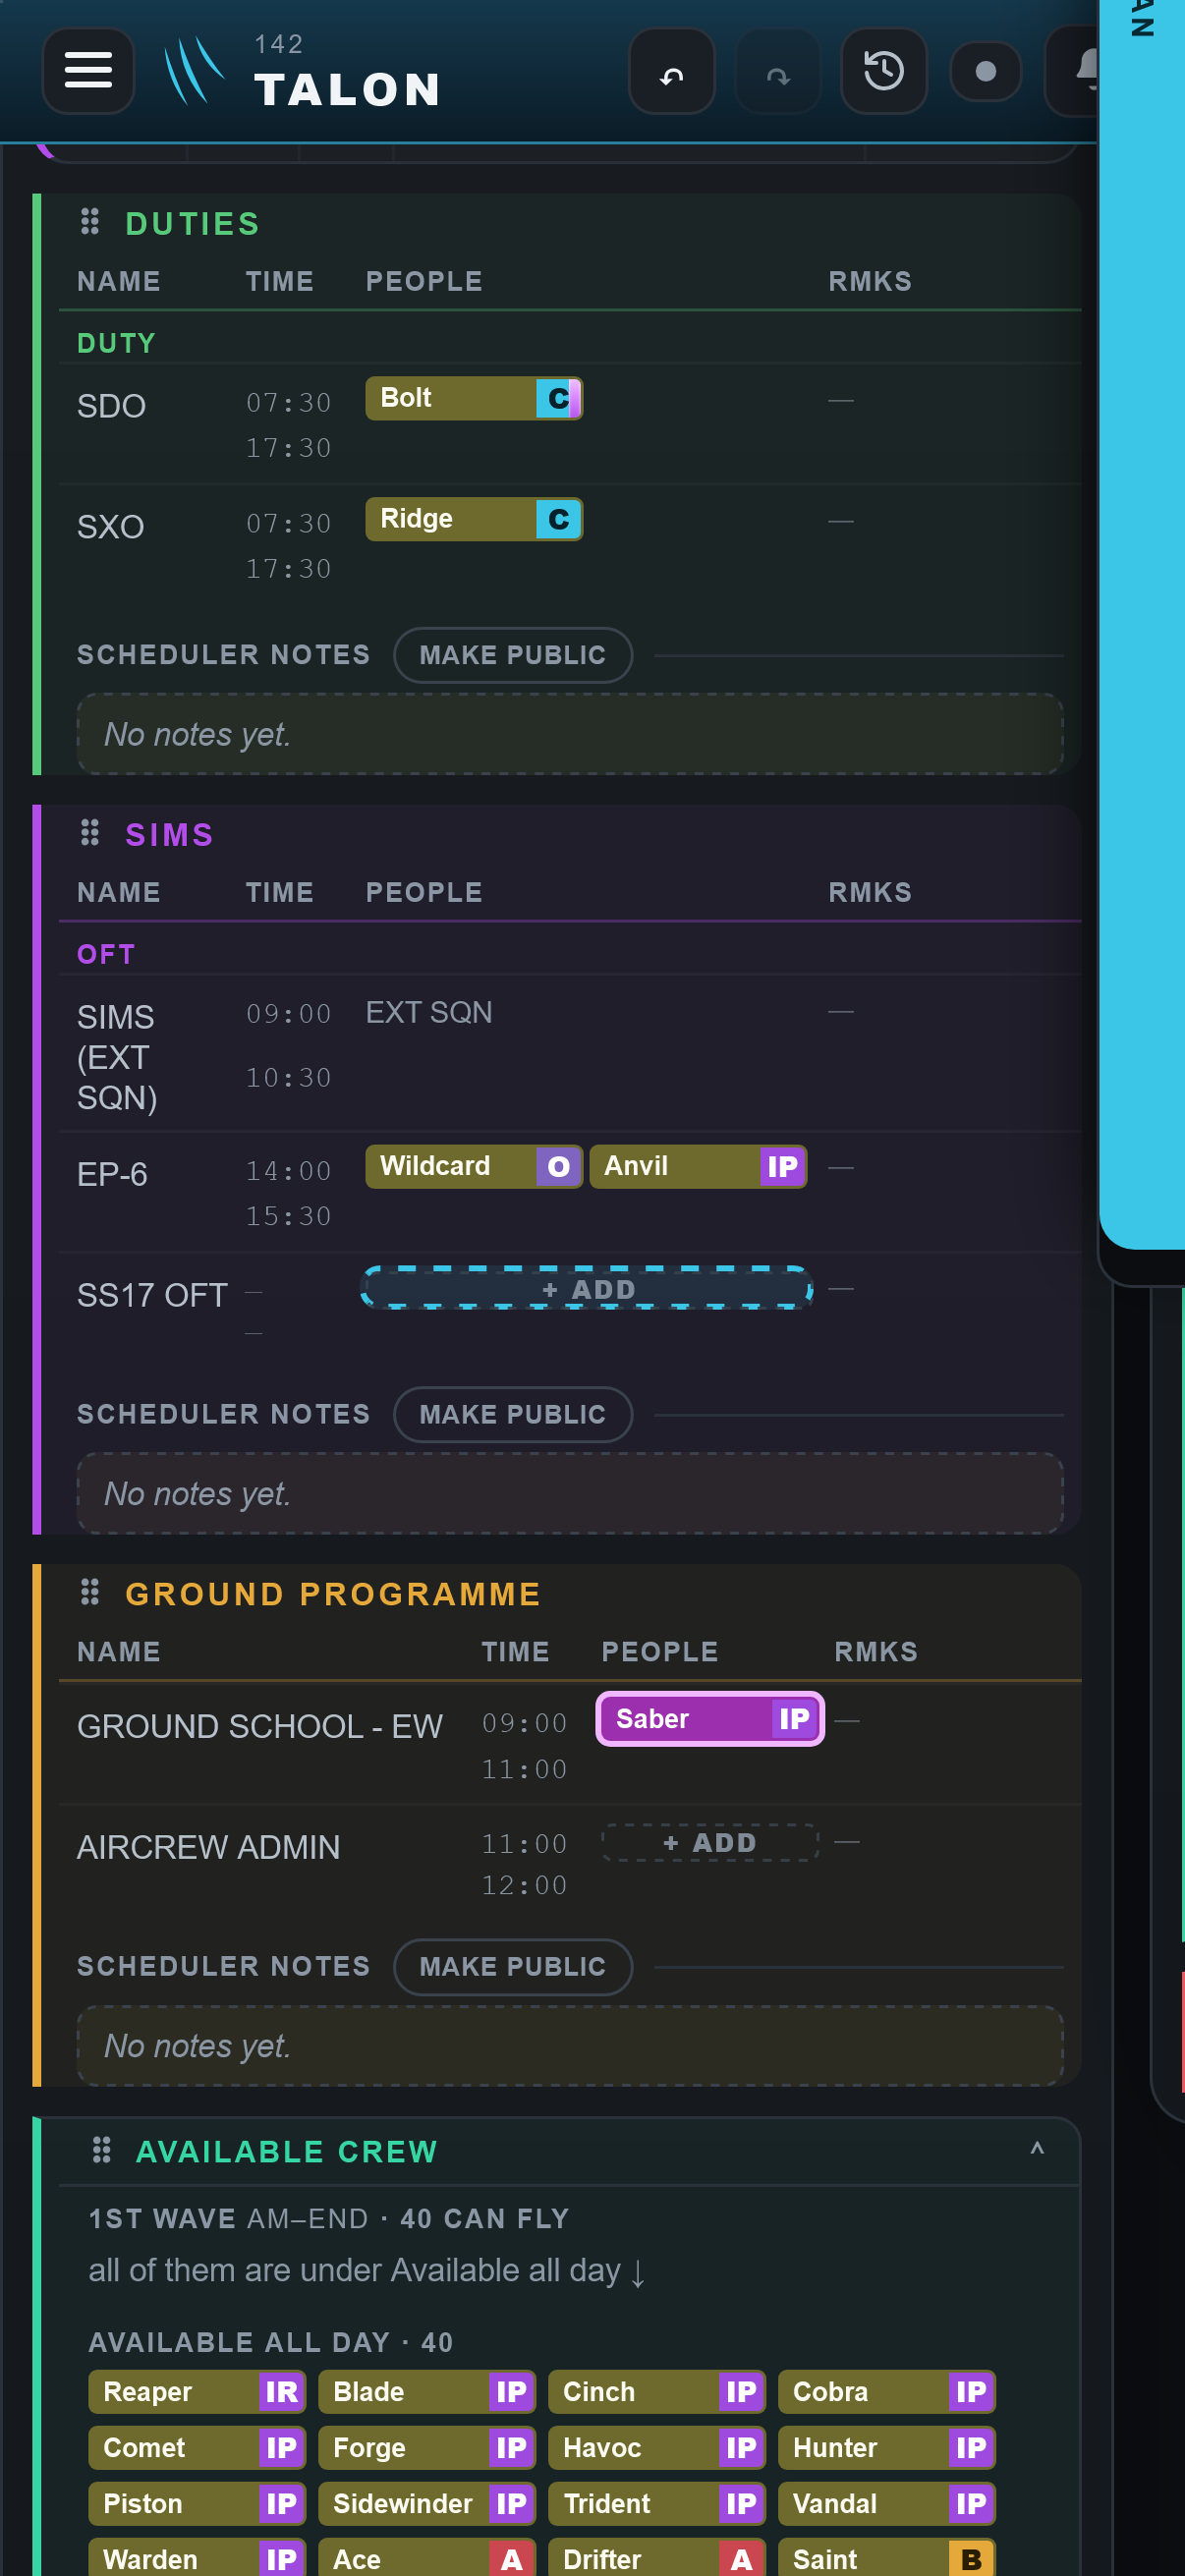 142
TALON
AN
DUTIES
NAME TIME PEOPLE RMKS
DUTY
SDO 07:30 Bolt C —
17:30
SXO 07:30 Ridge C —
17:30
SCHEDULER NOTES MAKE PUBLIC
No notes yet.
SIMS
NAME TIME PEOPLE RMKS
OFT
SIMS 09:00 EXT SQN —
(EXT
10:30
SQN)
EP-6 14:00 Wildcard O Anvil IP —
15:30
SS17 OFT — + ADD —
—
SCHEDULER NOTES MAKE PUBLIC
No notes yet.
GROUND PROGRAMME
NAME TIME PEOPLE RMKS
GROUND SCHOOL - EW 09:00 Saber IP —
11:00
AIRCREW ADMIN 11:00 + ADD —
12:00
SCHEDULER NOTES MAKE PUBLIC
No notes yet.
AVAILABLE CREW ^
1ST WAVE AM–END · 40 CAN FLY
all of them are under Available all day ↓
AVAILABLE ALL DAY · 40
Reaper IR Blade IP Cinch IP Cobra IP
Comet IP Forge IP Havoc IP Hunter IP
Piston IP Sidewinder IP Trident IP Vandal IP
Warden IP Ace A Drifter A Saint B